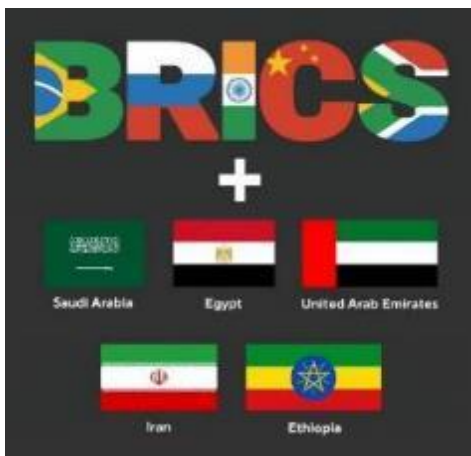 BRICS
+
Saudi Arabia
Egypt
United Arab Emirates
Iran
Ethiopia